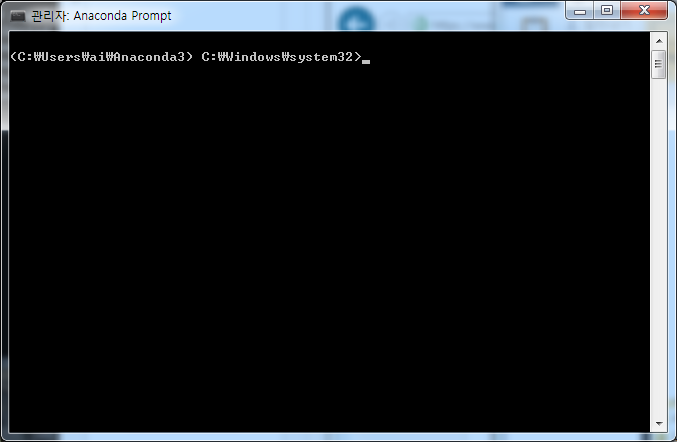 관리자: Anaconda Prompt
(C:₩Users₩ai₩Anaconda3) C:₩Windows₩system32>